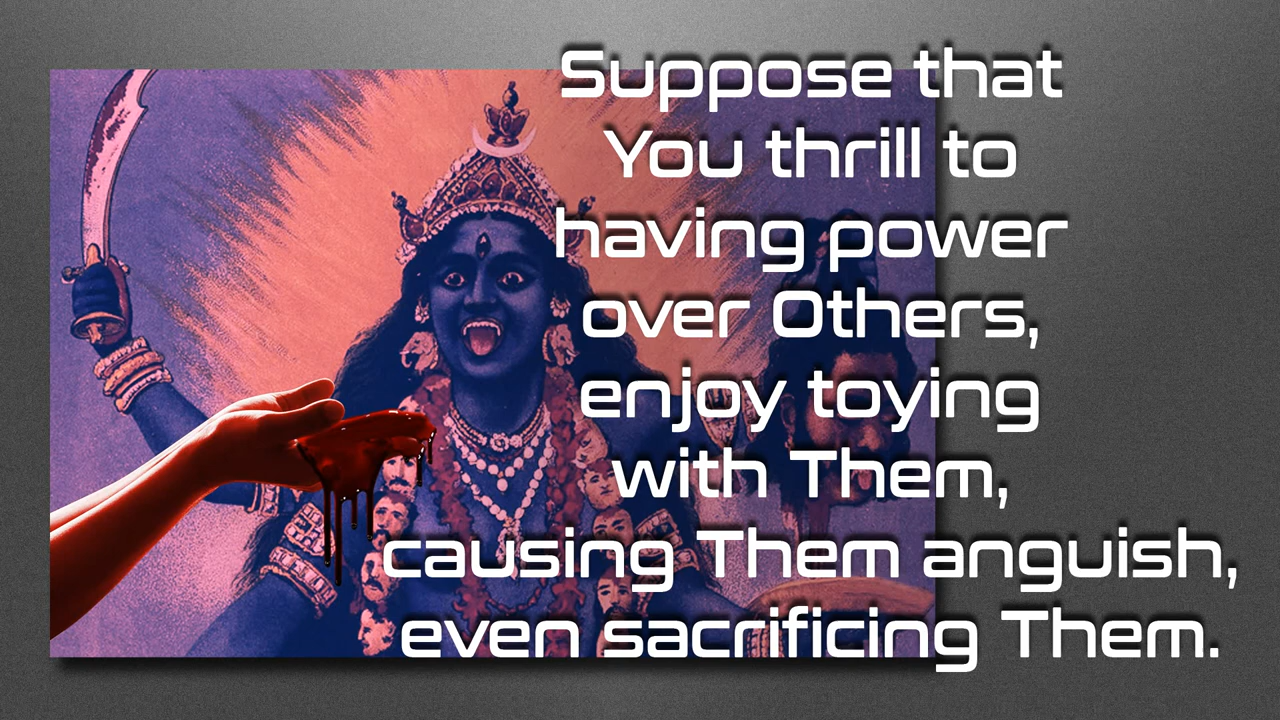 Suppose that
You thrill to
having power
over Others,
enjoy toying
with Them,
causing Them anguish,
even sacrificing Them.